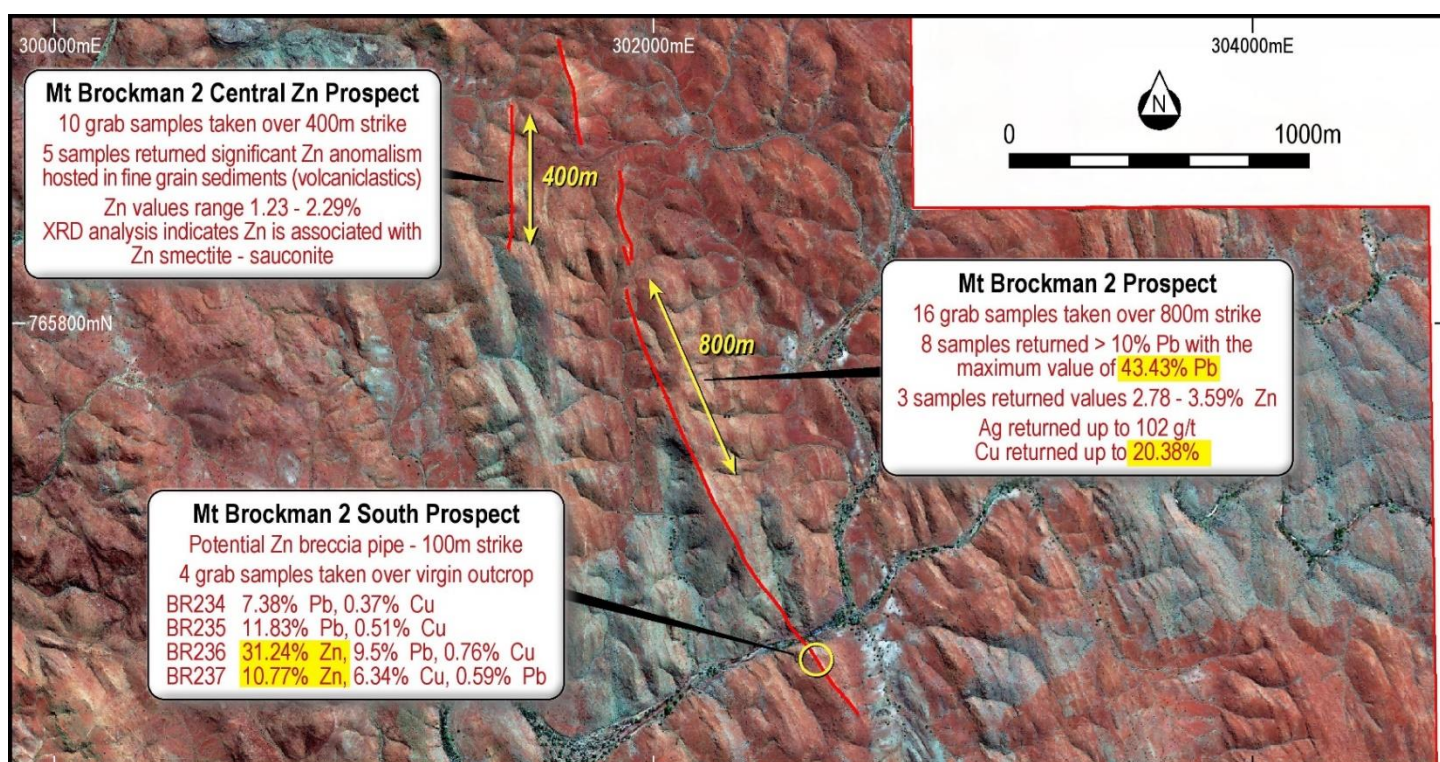 300000mE
302000mE
304000mE
N
0
1000m
Mt Brockman 2 Central Zn Prospect
10 grab samples taken over 400m strike
5 samples returned significant Zn anomalism
hosted in fine grain sediments (volcaniclastics)
Zn values range 1.23 - 2.29%
XRD analysis indicates Zn is associated with
Zn smectite - sauconite
400m
765800mN
800m
Mt Brockman 2 Prospect
16 grab samples taken over 800m strike
8 samples returned > 10% Pb with the
maximum value of 43.43% Pb
3 samples returned values 2.78 - 3.59% Zn
Ag returned up to 102 g/t
Cu returned up to 20.38%
Mt Brockman 2 South Prospect
Potential Zn breccia pipe - 100m strike
4 grab samples taken over virgin outcrop
BR234 7.38% Pb, 0.37% Cu
BR235 11.83% Pb, 0.51% Cu
BR236 31.24% Zn, 9.5% Pb, 0.76% Cu
BR237 10.77% Zn, 6.34% Cu, 0.59% Pb